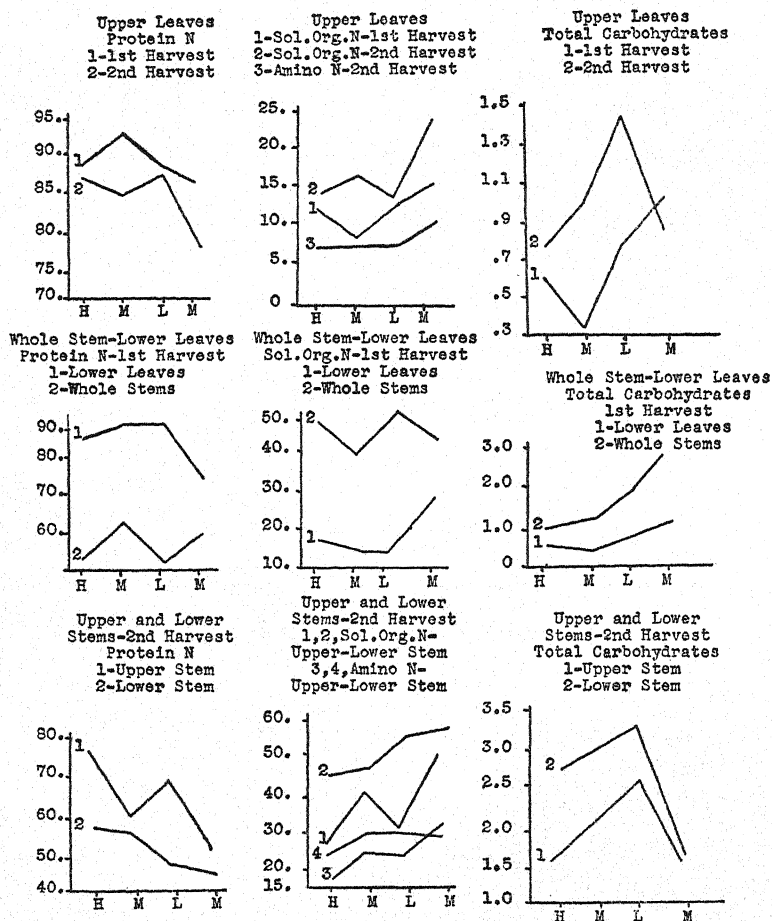 Upper Leaves
Protein N
1-1st Harvest
2-2nd Harvest
95.
90.
85.
80.
75.
70.
1
2
H M L M
Upper Leaves
1-Sol.Org.N-1st Harvest
2-Sol.Org.N-2nd Harvest
3-Amino N-2nd Harvest
25.
20.
15.
10.
5.
0
2
1
3
H M L M
Upper Leaves
Total Carbohydrates
1-1st Harvest
2-2nd Harvest
1.5
1.3
1.1
.9
.7
.5
.3
2
1
H M L M
Whole Stem-Lower Leaves
Protein N-1st Harvest
1-Lower Leaves
2-Whole Stems
90.
80.
70.
60.
1
2
H M L M
Whole Stem-Lower Leaves
Sol.Org.N-1st Harvest
1-Lower Leaves
2-Whole Stems
50.
40.
30.
20.
10.
2
1
H M L M
Whole Stem-Lower Leaves
Total Carbohydrates
1st Harvest
1-Lower Leaves
2-Whole Stems
3.0
2.0
1.0
0
2
1
H M L M
Upper and Lower
Stems-2nd Harvest
Protein N
1-Upper Stem
2-Lower Stem
80.
70.
60.
50.
40.
1
2
H M L M
Upper and Lower
Stems-2nd Harvest
1,2,Sol.Org.N-
Upper-Lower Stem
3,4,Amino N-
Upper-Lower Stem
60.
50.
40.
30.
20.
15.
2
1
4
3
H M L M
Upper and Lower
Stems-2nd Harvest
Total Carbohydrates
1-Upper Stem
2-Lower Stem
3.5
3.0
2.5
2.0
1.5
1.0
2
1
H M L M